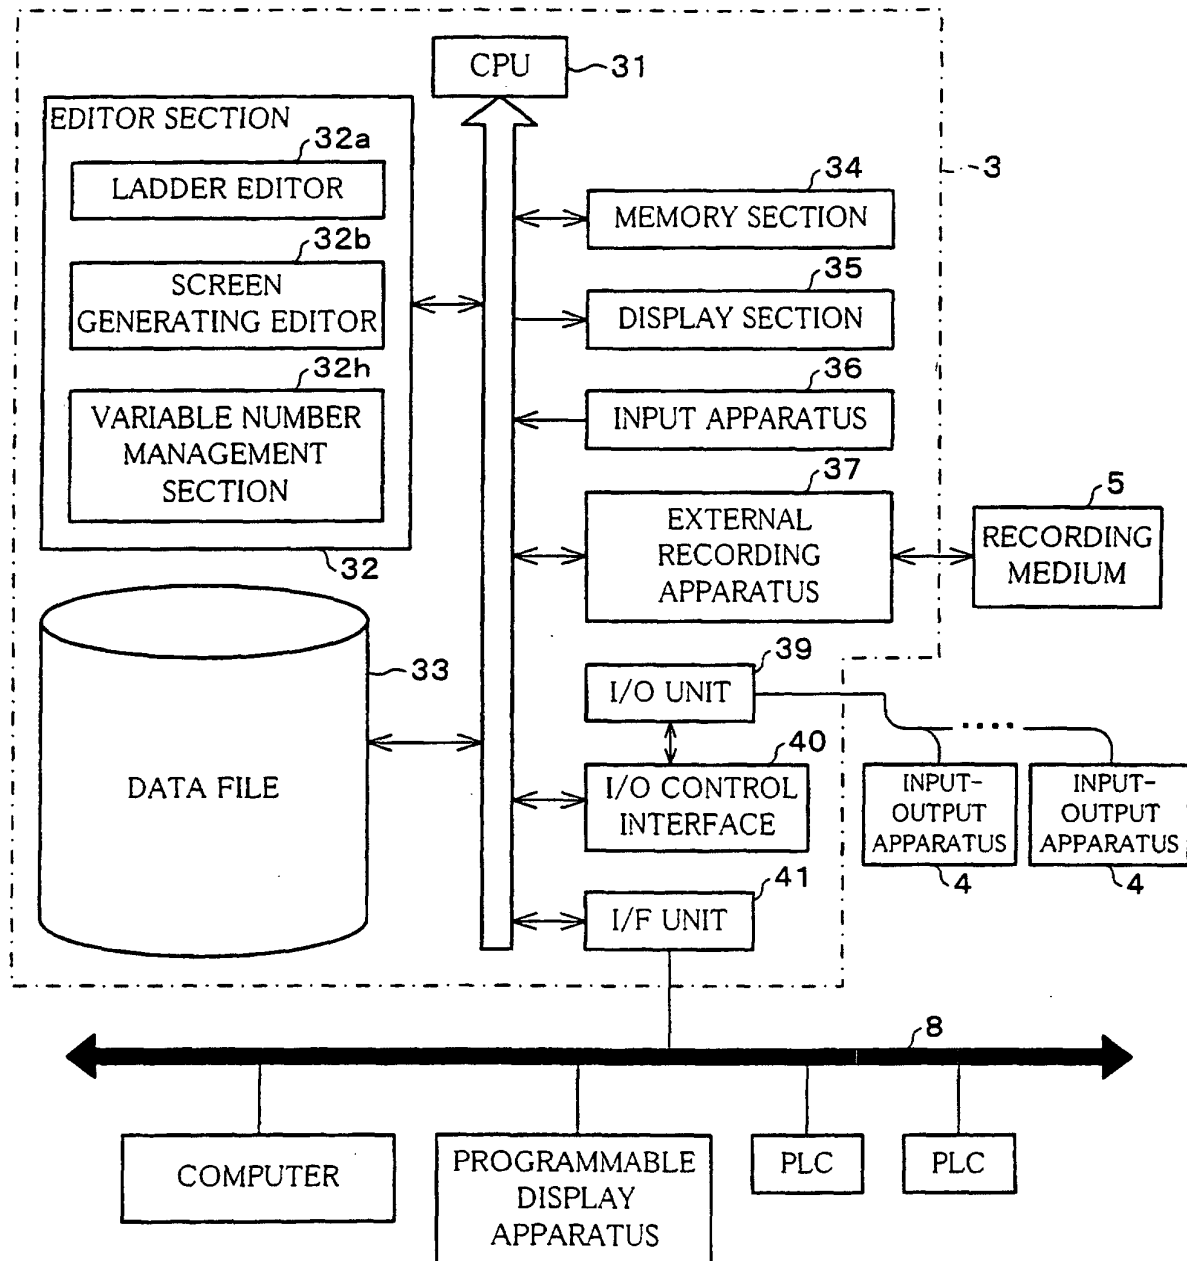 CPU
31
EDITOR SECTION
32a
LADDER EDITOR
32b
SCREEN
GENERATING EDITOR
32h
VARIABLE NUMBER
MANAGEMENT
SECTION
32
33
DATA FILE
3
34
MEMORY SECTION
35
DISPLAY SECTION
36
INPUT APPARATUS
37
EXTERNAL
RECORDING
APPARATUS
5
RECORDING
MEDIUM
39
I/O UNIT
40
I/O CONTROL
INTERFACE
41
I/F UNIT
INPUT-
OUTPUT
APPARATUS
4
INPUT-
OUTPUT
APPARATUS
4
8
COMPUTER
PROGRAMMABLE
DISPLAY
APPARATUS
PLC
PLC